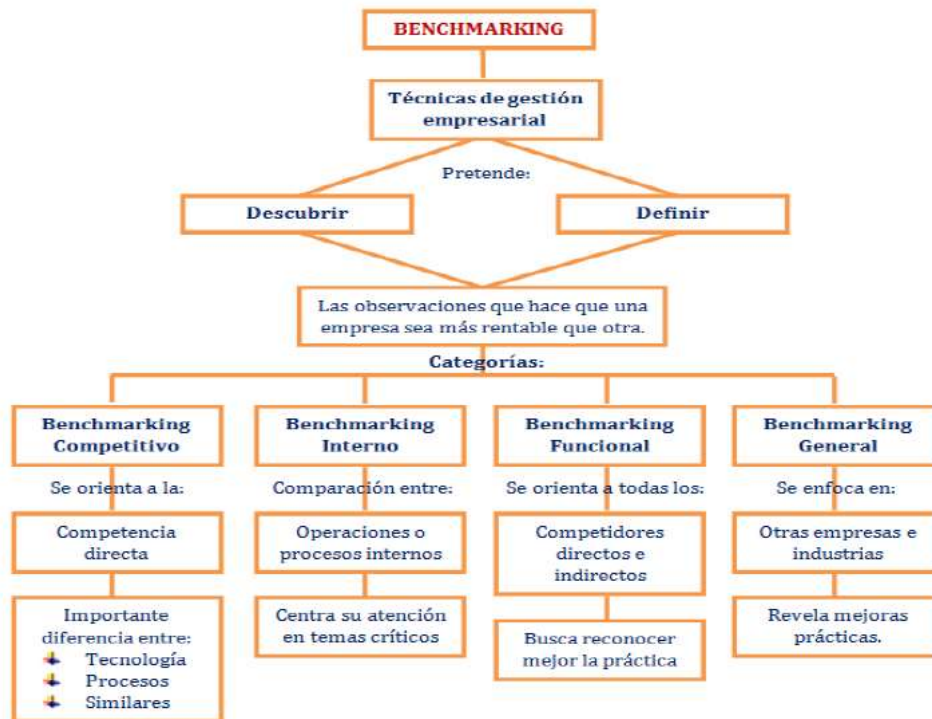 BENCHMARKING
Técnicas de gestión
empresarial
Pretende:
Descubrir
Definir
Las observaciones que hace que una
empresa sea más rentable que otra.
Categorías:
Benchmarking
Competitivo
Se orienta a la:
Competencia
directa
Importante
diferencia entre:
Tecnología
Procesos
Similares
Benchmarking
Interno
Comparación entre:
Operaciones o
procesos internos
Centra su atención
en temas críticos
Benchmarking
Funcional
Se orienta a todas los:
Competidores
directos e
indirectos
Busca reconocer
mejor la práctica
Benchmarking
General
Se enfoca en:
Otras empresas e
industrias
Revela mejoras
prácticas.